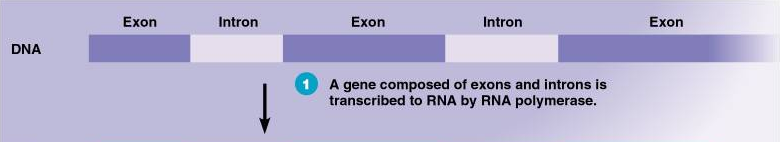 Exon Intron Exon Intron Exon
DNA
1 A gene composed of exons and introns is
transcribed to RNA by RNA polymerase.